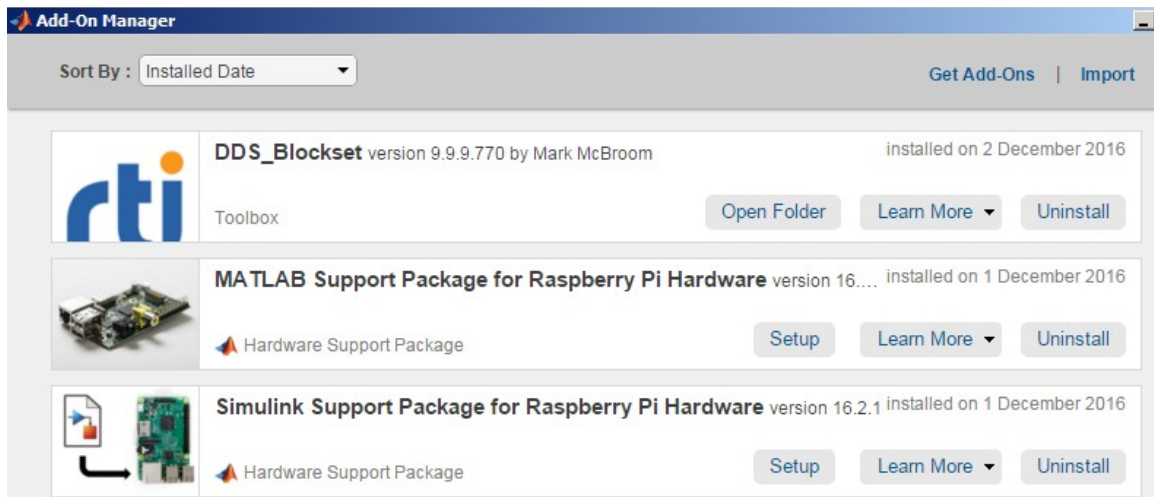 Add-On Manager
Sort By : Installed Date
Get Add-Ons | Import
rti
DDS_Blockset version 9.9.9.770 by Mark McBroom
installed on 2 December 2016
Toolbox
Open Folder
Learn More
Uninstall
MATLAB Support Package for Raspberry Pi Hardware version 16....
installed on 1 December 2016
Hardware Support Package
Setup
Learn More
Uninstall
Simulink Support Package for Raspberry Pi Hardware version 16.2.1
installed on 1 December 2016
Hardware Support Package
Setup
Learn More
Uninstall